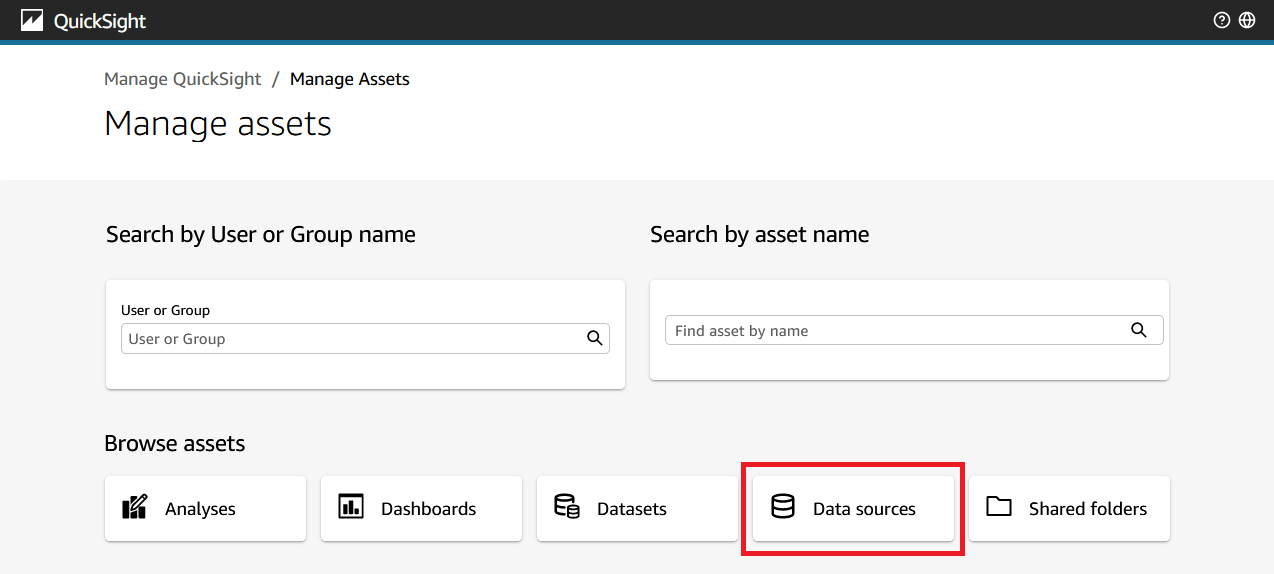 QuickSight
Manage QuickSight / Manage Assets
Manage assets
Search by User or Group name
User or Group
User or Group
Search by asset name
Find asset by name
Browse assets
Analyses
Dashboards
Datasets
Data sources
Shared folders